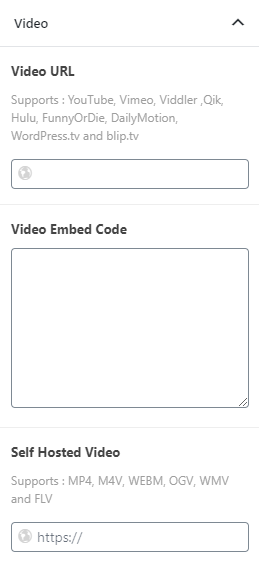 Video
Video URL
Supports : YouTube, Vimeo, Viddler ,Qik,
Hulu, FunnyOrDie, DailyMotion,
WordPress.tv and blip.tv
Video Embed Code
Self Hosted Video
Supports : MP4, M4V, WEBM, OGV, WMV
and FLV
https://